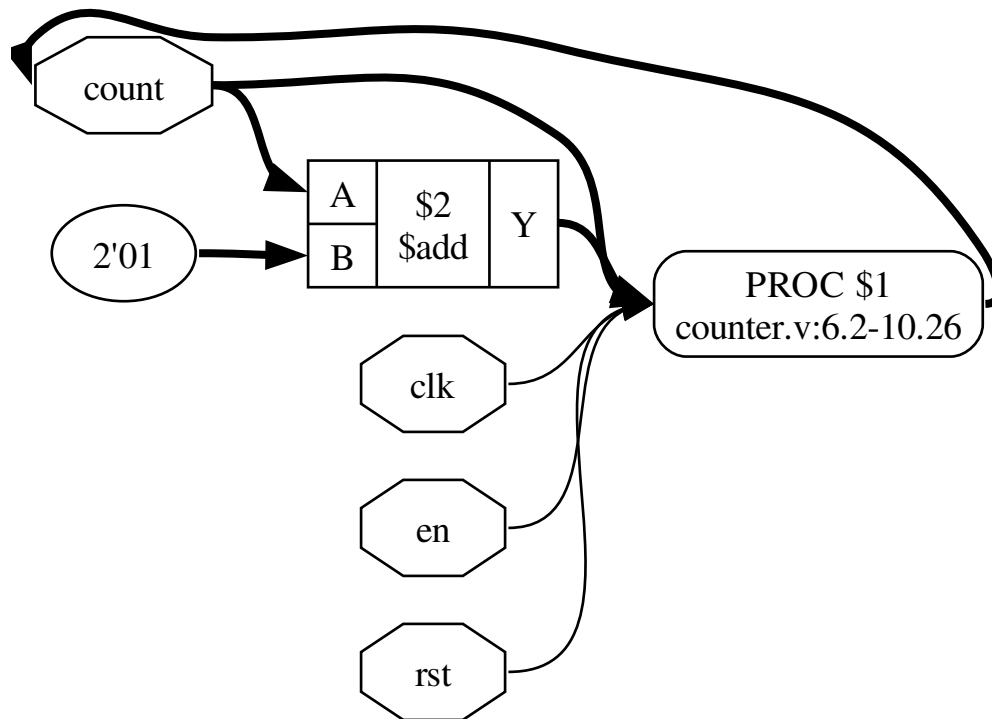 count
A
$2
$add
Y
2'01
B
PROC $1
counter.v:6.2-10.26
clk
en
rst